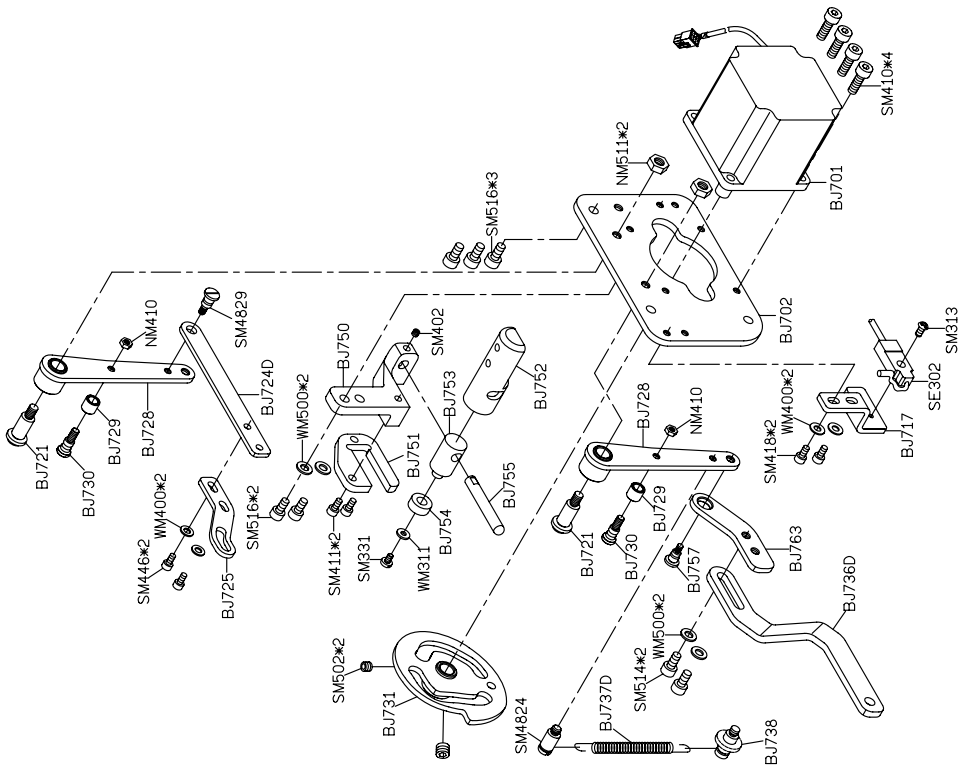 SM410*4
BJ701
NM511*2
SM516*3
BJ702
SM4829
NM410
BJ724D
BJ728
BJ729
BJ730
BJ721
WM400*2
SM446*2
BJ725
BJ750
SM402
WM500*2
BJ753
BJ752
BJ751
SM516*2
BJ755
SM411*2
BJ754
SM331
WM311
SM313
SE302
WM400*2
BJ717
SM418*2
BJ728
NM410
BJ729
BJ721
BJ730
BJ763
BJ757
BJ736D
WM500*2
SM514*2
SM502*2
BJ731
SM4824
BJ737D
BJ738